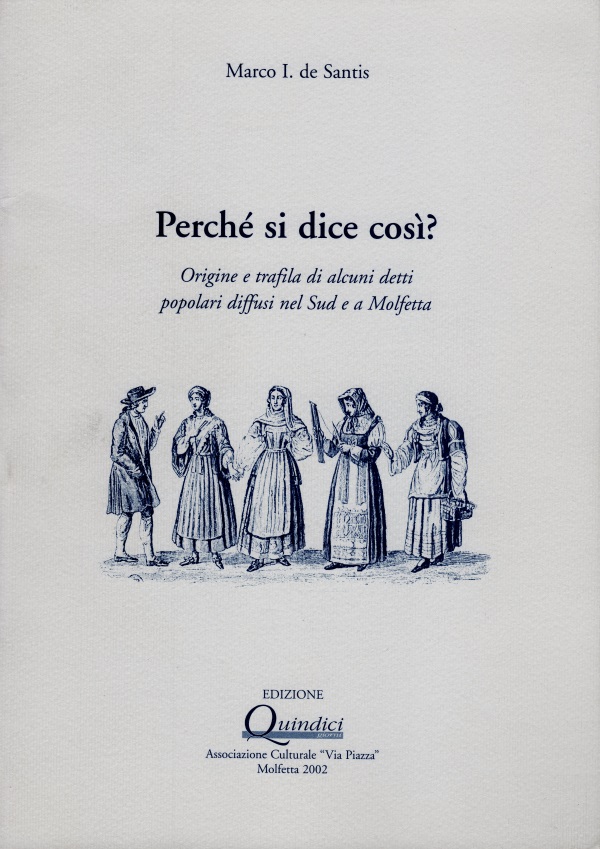 Marco I. de Santis
Perché si dice così?
Origine e trafila di alcuni detti
popolari diffusi nel Sud e a Molfetta
EDIZIONE
Quindici
giorni
Associazione Culturale “Via Piazza”
Molfetta 2002